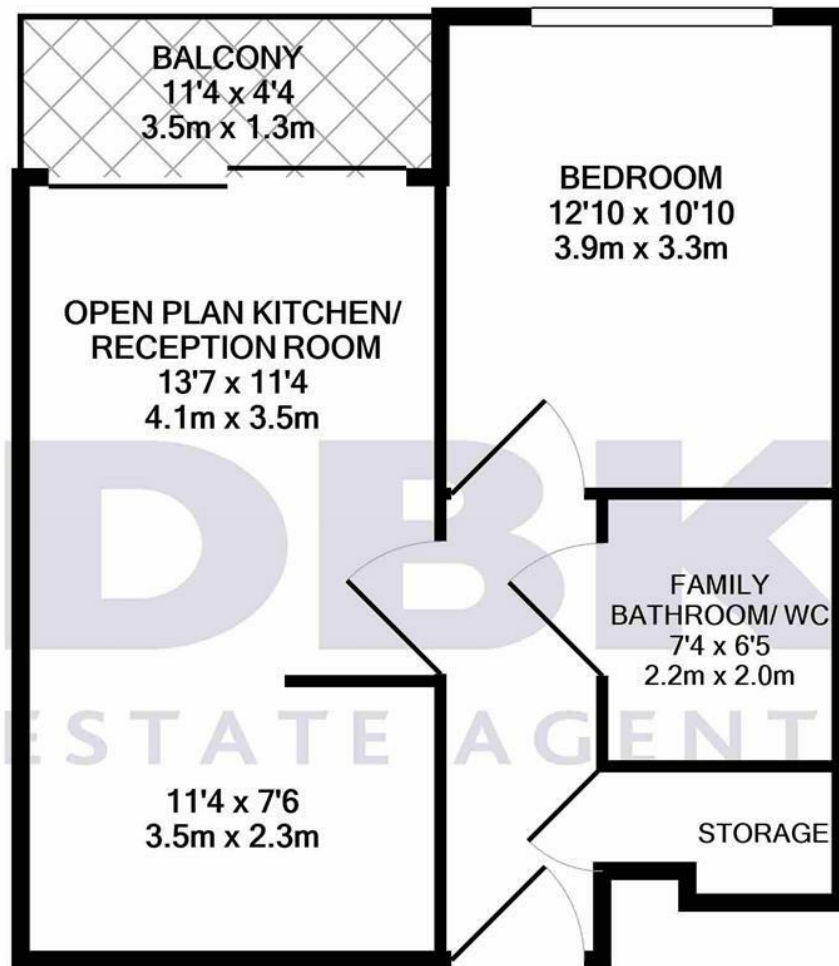 BALCONY
11'4 x 4'4
3.5m x 1.3m
BEDROOM
12'10 x 10'10
3.9m x 3.3m
OPEN PLAN KITCHEN/
RECEPTION ROOM
13'7 x 11'4
4.1m x 3.5m
DBK
ESTATE AGENT
FAMILY
BATHROOM/ WC
7'4 x 6'5
2.2m x 2.0m
11'4 x 7'6
3.5m x 2.3m
STORAGE